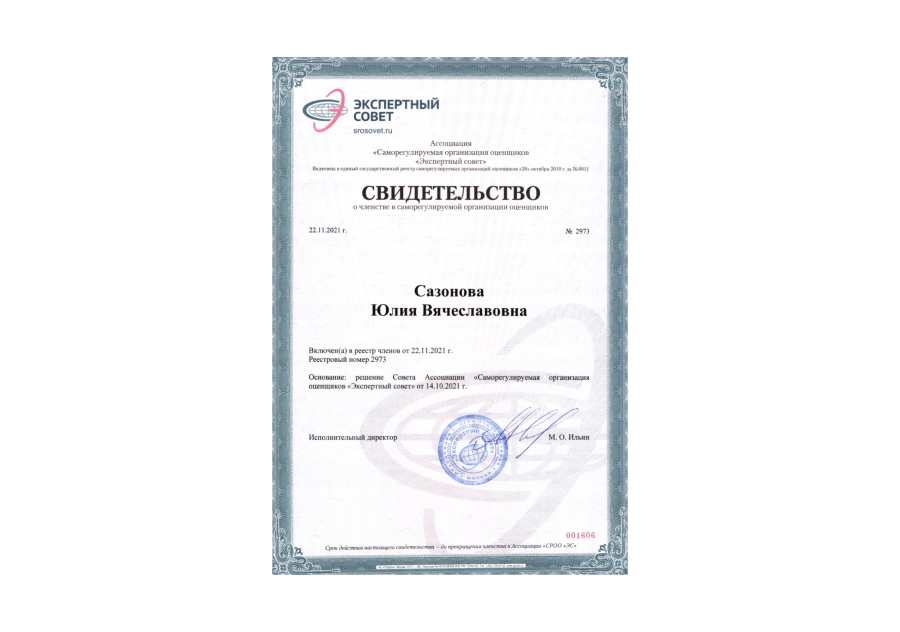 ЭКСПЕРТНЫЙ
СОВЕТ
srosovet.ru
Ассоциация
«Саморегулируемая организация оценщиков
«Экспертный совет»
Включена в единый государственный реестр саморегулируемых организаций оценщиков «28» октября 2010 г. за №0011
СВИДЕТЕЛЬСТВО
о членстве в саморегулируемой организации оценщиков
22.11.2021 г. № 2973
Сазонова
Юлия Вячеславовна
Включен(а) в реестр членов от 22.11.2021 г.
Реестровый номер 2973
Основание: решение Совета Ассоциации «Саморегулируемая организация
оценщиков «Экспертный совет» от 14.10.2021 г.
Исполнительный директор М. О. Ильин
001606
Срок действия настоящего свидетельства – до прекращения членства в Ассоциации «СРОО «ЭС»